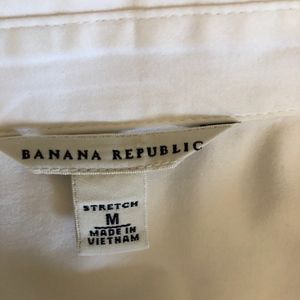 BANANA REPUBLIC
STRETCH
M
MADE IN
VIETNAM